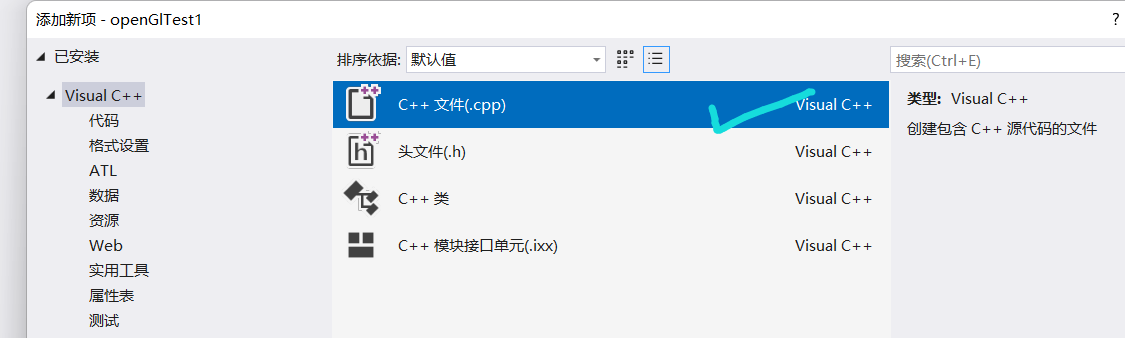 添加新项 - openGlTest1
?
已安装
排序依据: 默认值
搜索(Ctrl+E)
Visual C++
代码
格式设置
ATL
数据
资源
Web
实用工具
属性表
测试
C++ 文件(.cpp) Visual C++
头文件(.h) Visual C++
C++ 类 Visual C++
C++ 模块接口单元(.ixx) Visual C++
类型: Visual C++
创建包含 C++ 源代码的文件